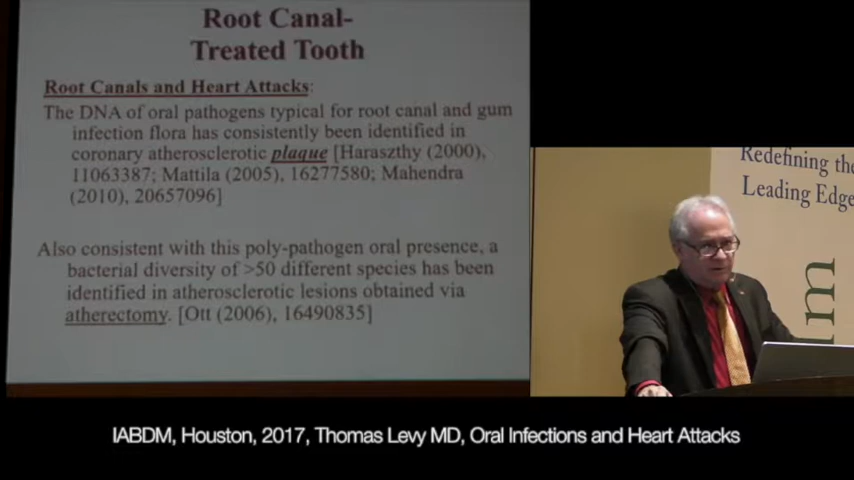 Root Canal-
Treated Tooth
Root Canals and Heart Attacks:
The DNA of oral pathogens typical for root canal and gum
infection flora has consistently been identified in
coronary atherosclerotic plaque [Haraszthy (2000),
11063387; Mattila (2005), 16277580; Mahendra
(2010), 20657096]
Also consistent with this poly-pathogen oral presence, a
bacterial diversity of >50 different species has been
identified in atherosclerotic lesions obtained via
atherectomy. [Ott (2006), 16490835]
Redefining the
Leading Edge
um
IABDM, Houston, 2017, Thomas Levy MD, Oral Infections and Heart Attacks